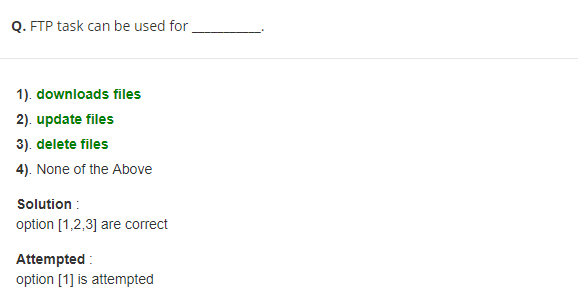 Q. FTP task can be used for ____________.
1). downloads files
2). update files
3). delete files
4). None of the Above
Solution :
option [1,2,3] are correct
Attempted :
option [1] is attempted